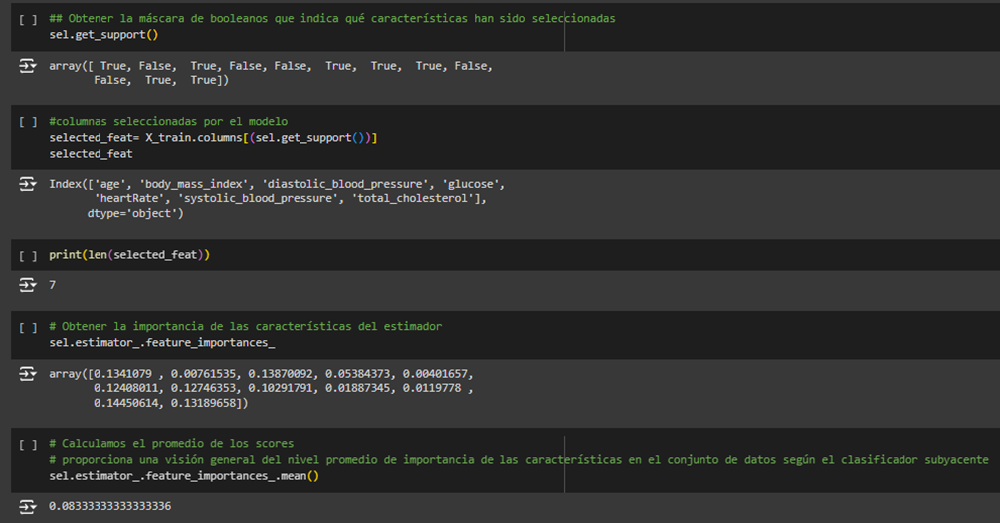 [ ] ## Obtener la máscara de booleanos que indica qué características han sido seleccionadas
sel.get_support()
array([ True, False,  True, False, False,  True,  True,  True, False,
       False,  True,  True])
[ ] #columnas seleccionadas por el modelo
selected_feat= X_train.columns[(sel.get_support())]
selected_feat
Index(['age', 'body_mass_index', 'diastolic_blood_pressure', 'glucose',
       'heartRate', 'systolic_blood_pressure', 'total_cholesterol'],
      dtype='object')
[ ] print(len(selected_feat))
7
[ ] # Obtener la importancia de las características del estimador
sel.estimator_.feature_importances_
array([0.1341079 , 0.00761535, 0.13870092, 0.05384373, 0.00401657,
       0.12408011, 0.12746353, 0.10291791, 0.01887345, 0.0119778 ,
       0.14450614, 0.13189658])
[ ] # Calculamos el promedio de los scores
# proporciona una visión general del nivel promedio de importancia de las características en el conjunto de datos según el clasificador subyacente
sel.estimator_.feature_importances_.mean()
0.08333333333333336